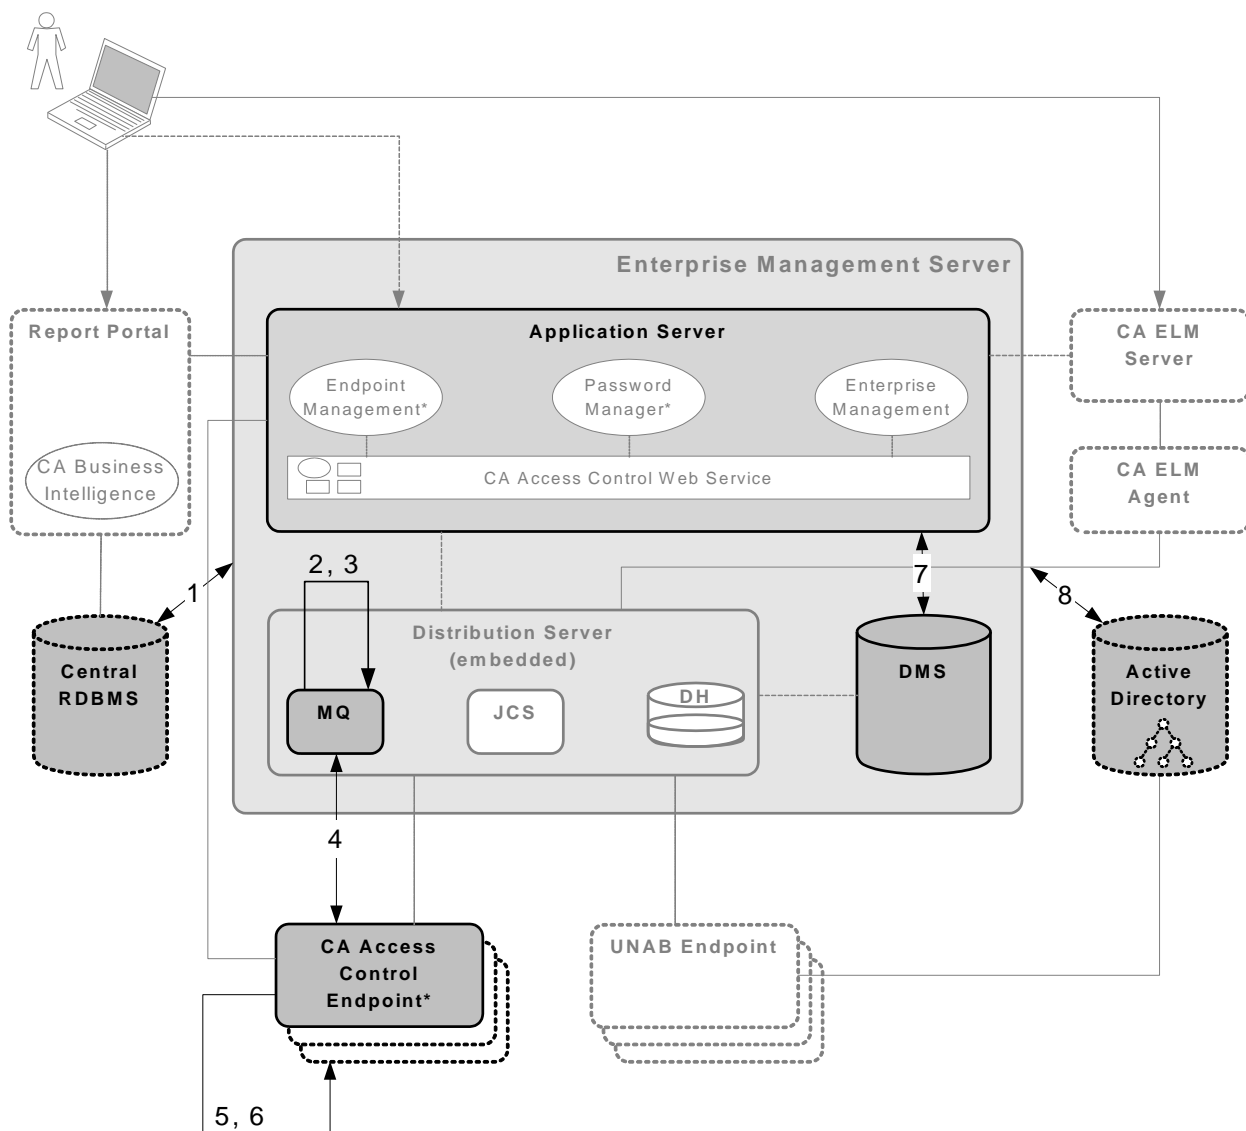 Enterprise Management Server
Report Portal
Application Server
CA ELM
Server
Endpoint
Management*
Password
Manager*
Enterprise
Management
CA Business
Intelligence
CA Access Control Web Service
CA ELM
Agent
2, 3
1
7
8
Distribution Server
(embedded)
Central
RDBMS
DMS
Active
Directory
MQ
JCS
DH
4
CA Access
Control
Endpoint*
UNAB Endpoint
5, 6